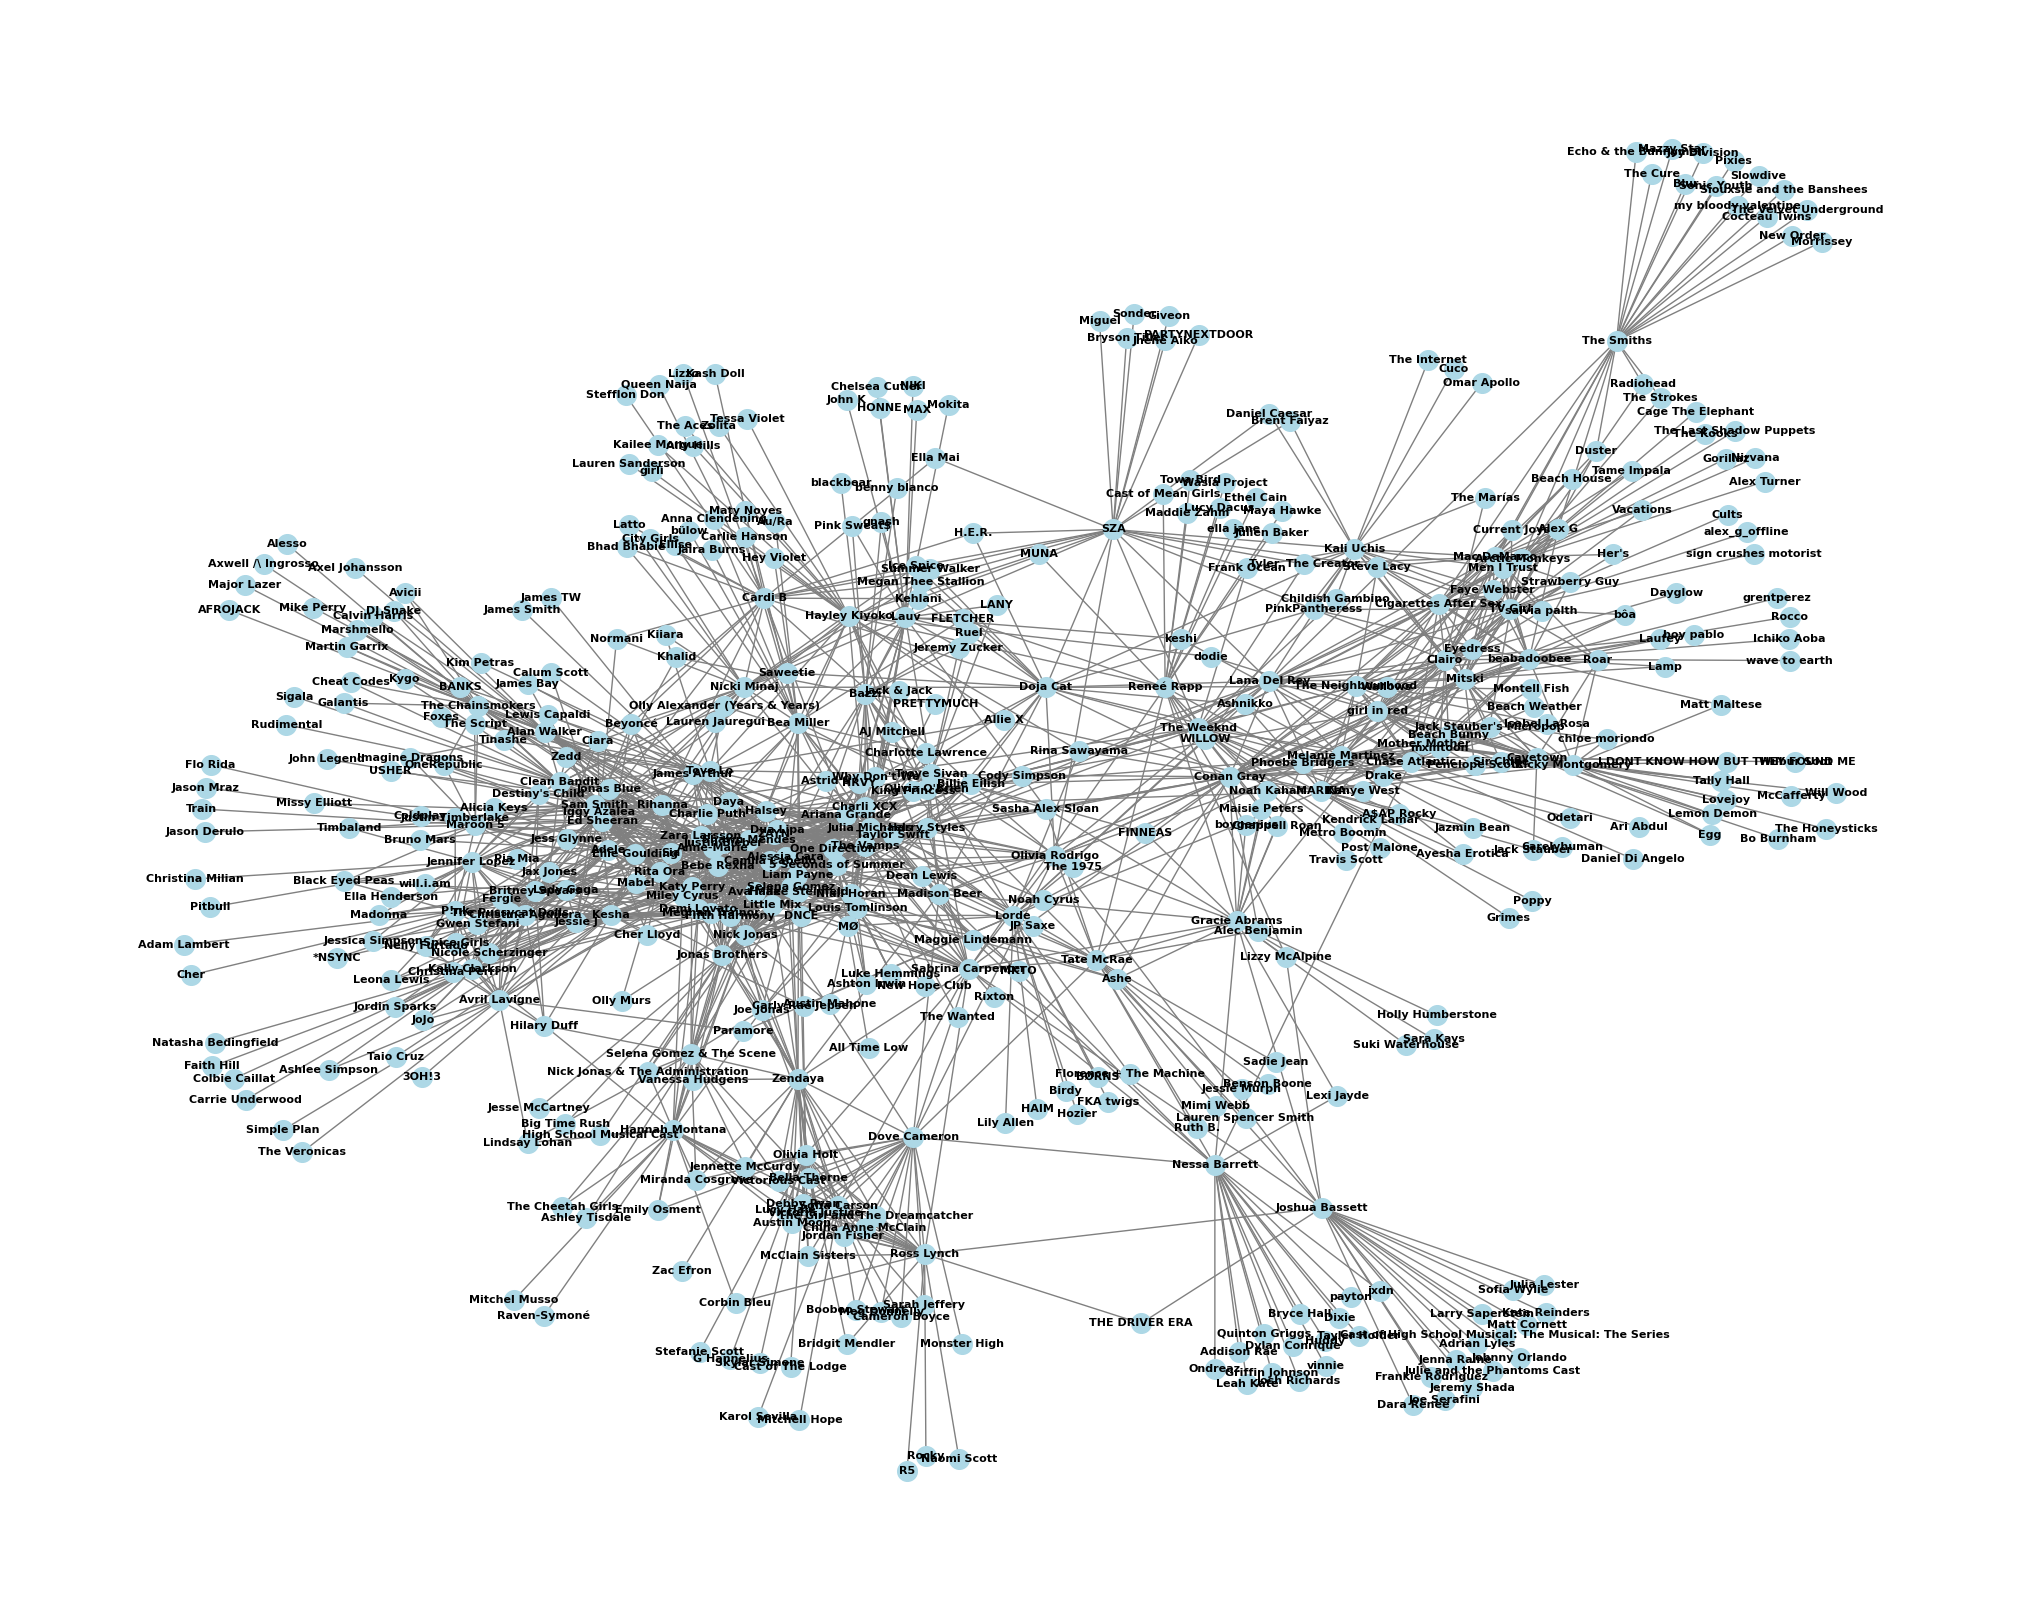 Echo & the Bunnymen
Mazzy Star
Joy Division
Pixies
The Cure
Slowdive
Blur
Sonic Youth
Siouxsie and the Banshees
my bloody valentine
The Velvet Underground
Cocteau Twins
New Order
Morrissey
The Smiths
Miguel
Sonder
Giveon
Bryson Tiller
PARTYNEXTDOOR
Jhené Aiko
The Internet
Cuco
Omar Apollo
Radiohead
The Strokes
Cage The Elephant
The Last Shadow Puppets
The Kooks
Duster
Gorillaz
Nirvana
Tame Impala
Beach House
Alex Turner
Lizzo
Kash Doll
Queen Naija
Stefflon Don
Tessa Violet
The Aces
Zolita
Kailee Morgue
Lauren Sanderson
girli
Chelsea Cutler
NIKI
John K
HONNE
MAX
Mokita
Ella Mai
blackbear
benny blanco
Daniel Caesar
Brent Faiyaz
Town Bird
Wasia Project
Cast of Mean Girls
Ethel Cain
Lucy Dacus
Maya Hawke
Maddie Zahm
ella jane
Julien Baker
The Marías
Vacations
Cults
alex_g_offline
sign crushes motorist
Current Joys
Alex G
Her's
Mac DeMarco
Arctic Monkeys
Men I Trust
Strawberry Guy
Faye Webster
Cigarettes After Sex
TV Girl
salvia palth
Dayglow
grentperez
bôa
Rocco
Laufey
boy pablo
Ichiko Aoba
Lamp
wave to earth
Roar
Eyedress
Clairo
beabadoobee
Mitski
Latto
City Girls
Bhad Bhabie
Maty Noyes
Anna Clendening
Au/Ra
bülow
Carlie Hanson
Jaira Burns
Hey Violet
Pink Sweat$
gnash
H.E.R.
SZA
MUNA
Kali Uchis
Frank Ocean
Tyler, The Creator
Steve Lacy
Childish Gambino
PinkPantheress
Ice Spice
Summer Walker
Megan Thee Stallion
Kehlani
Cardi B
Hayley Kiyoko
Lauv
LANY
FLETCHER
Ruel
Jeremy Zucker
keshi
dodie
Alesso
Axwell /\ Ingrosso
Axel Johansson
Major Lazer
Avicii
AFROJACK
Mike Perry
DJ Snake
Calvin Harris
Marshmello
Martin Garrix
James TW
James Smith
Normani
Kiiara
Khalid
Kim Petras
Calum Scott
Cheat Codes
Kygo
BANKS
James Bay
Saweetie
Nicki Minaj
Bazzi
Jack & Jack
PRETTYMUCH
Doja Cat
Reneé Rapp
Lana Del Rey
The Neighbourhood
Wallows
Montell Fish
Sigala
Galantis
The Chainsmokers
Foxes
Lewis Capaldi
Olly Alexander (Years & Years)
Rudimental
The Script
Alan Walker
Beyoncé
Lauren Jauregui
Bea Miller
Allie X
Ashnikko
girl in red
Beach Weather
Matt Maltese
Tinashe
Ciara
AJ Mitchell
The Weeknd
WILLOW
Jack Stauber's Micropop
Isabel LaRosa
Beach Bunny
chloe moriondo
Mother Mother
mxmtoon
John Legend
Imagine Dragons
USHER
OneRepublic
Zedd
Charlotte Lawrence
Rina Sawayama
Melanie Martinez
Phoebe Bridgers
Chase Atlantic
Sir Chloe
Cavetown
Penelope Scott
Ricky Montgomery
I DONT KNOW HOW BUT THEY FOUND ME
Flo Rida
Clean Bandit
Jonas Blue
Tove Lo
James Arthur
Astrid S
Why Don't We
HRVY
Troye Sivan
Cody Simpson
Billie Eilish
Olivia O'Brien
King Princess
Conan Gray
Drake
Noah Kahan
MARINA
Kanye West
Tally Hall
Lovejoy
McCafferty
Will Wood
Jason Mraz
Missy Elliott
Destiny's Child
Train
Coldplay
Justin Timberlake
Alicia Keys
Sam Smith
Rihanna
Iggy Azalea
Ed Sheeran
Charlie Puth
Daya
Halsey
Charli XCX
Ariana Grande
Sasha Alex Sloan
Maisie Peters
boygenius
Chappell Roan
A$AP Rocky
Kendrick Lamar
Metro Boomin
Jazmin Bean
Odetari
Ari Abdul
Lemon Demon
Egg
The Honeysticks
Bo Burnham
Jason Derulo
Timbaland
Maroon 5
Bruno Mars
Jess Glynne
Zara Larsson
Dua Lipa
Julia Michaels
Harry Styles
Taylor Swift
The Vamps
FINNEAS
Post Malone
Travis Scott
Ayesha Erotica
Jack Stauber
Carolyhuman
Daniel Di Angelo
Jennifer Lopez
Pia Mia
Adele
Ellie Goulding
Sia
Anne-Marie
Justin Bieber
Shawn Mendes
One Direction
Alessia Cara
5 Seconds of Summer
Olivia Rodrigo
The 1975
Christina Milian
Black Eyed Peas
will.i.am
Ella Henderson
Jax Jones
Britney Spears
Lady Gaga
Fergie
Mabel
Rita Ora
Bebe Rexha
Katy Perry
Miley Cyrus
Ava Max
Liam Payne
Selena Gomez
Hailee Steinfeld
Niall Horan
Dean Lewis
Madison Beer
Noah Cyrus
Poppy
Grimes
Pitbull
Madonna
P!nk
The Pussycat Dolls
Christina Aguilera
Gwen Stefani
Jessie J
Kesha
Demi Lovato
Meghan Trainor
Fifth Harmony
Little Mix
DNCE
Louis Tomlinson
MØ
Lorde
JP Saxe
Gracie Abrams
Alec Benjamin
Adam Lambert
Cher
*NSYNC
Jessica Simpson
Nelly Furtado
Spice Girls
Nicole Scherzinger
Kelly Clarkson
Christina Perri
Leona Lewis
Cher Lloyd
Nick Jonas
Jonas Brothers
Maggie Lindemann
Sabrina Carpenter
MKTO
Tate McRae
Ashe
Lizzy McAlpine
Jordin Sparks
JoJo
Avril Lavigne
Olly Murs
Luke Hemmings
Ashton Irwin
New Hope Club
Rixton
Hilary Duff
Joe Jonas
Carly Rae Jepsen
Austin Mahone
Paramore
The Wanted
All Time Low
Holly Humberstone
Sara Kays
Suki Waterhouse
Natasha Bedingfield
Faith Hill
Colbie Caillat
Ashlee Simpson
Taio Cruz
3OH!3
Carrie Underwood
Simple Plan
The Veronicas
Selena Gomez & The Scene
Nick Jonas & The Administration
Vanessa Hudgens
Zendaya
Florence + The Machine
BØRNS
Birdy
FKA twigs
HAIM
Hozier
Lily Allen
Sadie Jean
Benson Boone
Jessie Murph
Lexi Jayde
Mimi Webb
Lauren Spencer Smith
Ruth B.
Jesse McCartney
Big Time Rush
High School Musical Cast
Lindsay Lohan
Hannah Montana
Dove Cameron
Olivia Holt
Nessa Barrett
Jennette McCurdy
Miranda Cosgrove
Bella Thorne
Victorious Cast
The Cheetah Girls
Ashley Tisdale
Emily Osment
Debby Ryan
Sofia Carson
Lucy Hale
Victoria Justice
The Girl and The Dreamcatcher
Austin Moon
China Anne McClain
Jordan Fisher
McClain Sisters
Ross Lynch
Joshua Bassett
Zac Efron
Mitchel Musso
Raven-Symoné
Corbin Bleu
Booboo Stewart
Meg Donnelly
Sarah Jeffery
Cameron Boyce
THE DRIVER ERA
Bridgit Mendler
Monster High
Stefanie Scott
G Hannelius
Skylar Simone
Cast of The Lodge
Karol Sevilla
Mitchell Hope
Rocky
Naomi Scott
R5
payton
jxdn
Bryce Hall
Dixie
Quinton Griggs
Huddy
Tayler Holder
Dylan Conrique
Addison Rae
vinnie
Ondreaz
Griffin Johnson
Leah Kate
Josh Richards
Julia Lester
Sofia Wylie
Larry Saperstein
Kate Reinders
Matt Cornett
Cast of High School Musical: The Musical: The Series
Adrian Lyles
Jenna Raine
Johnny Orlando
Julie and the Phantoms Cast
Frankie Rodriguez
Jeremy Shada
Joe Serafini
Dara Reneé